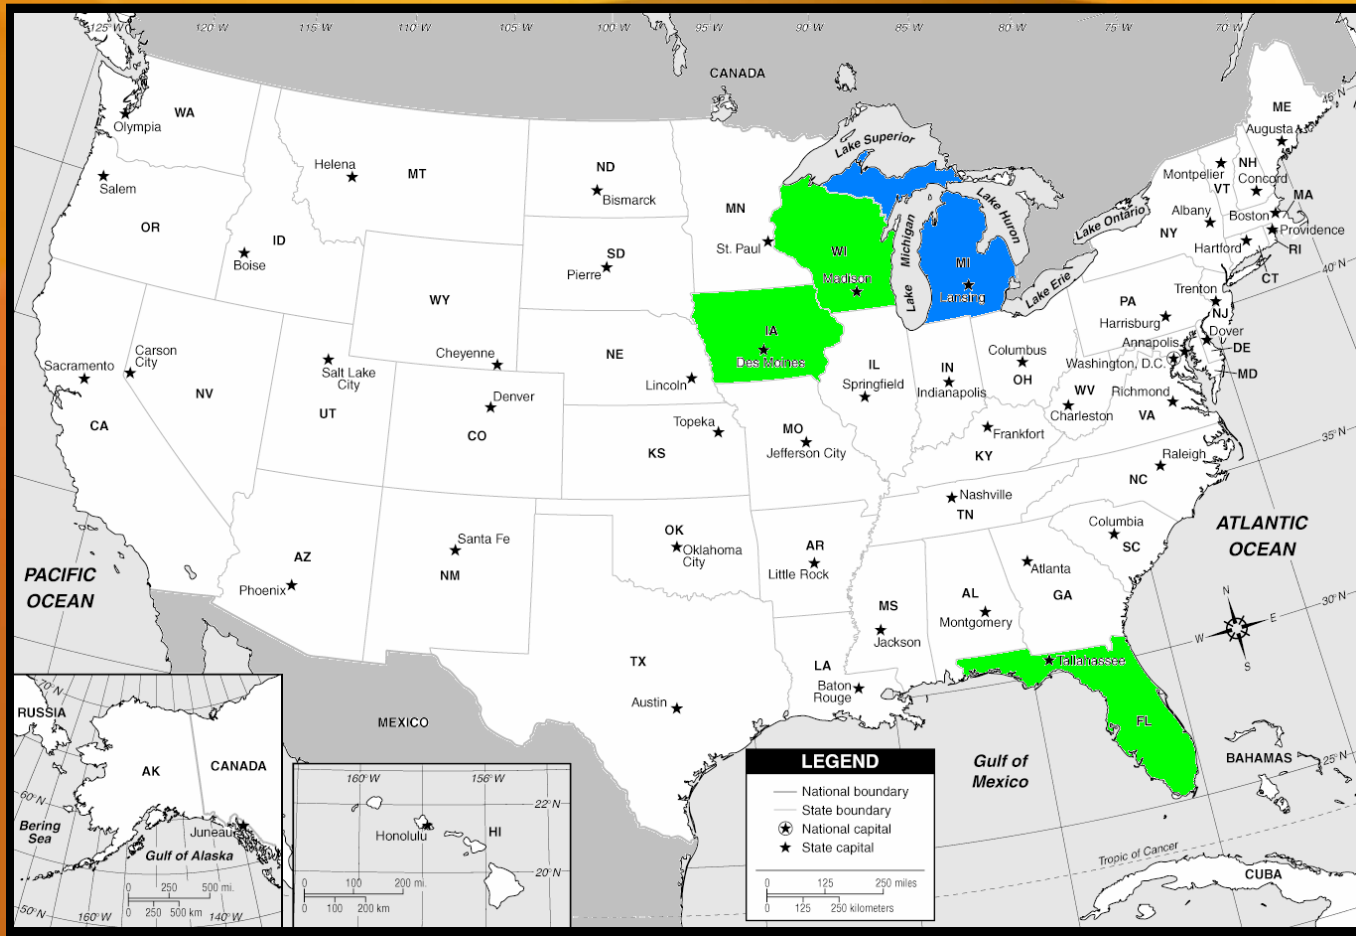 125°W
120°W
115°W
110°W
105°W
100°W
95°W
90°W
85°W
80°W
75°W
70°W
CANADA
45°N
40°N
35°N
30°N
25°N
WA
Olympia
Salem
OR
ID
Boise
Helena
MT
ND
Bismarck
SD
Pierre
WY
Cheyenne
NE
Lincoln
MN
St. Paul
WI
Madison
MI
Lansing
Lake Superior
Lake
Michigan
Lake Huron
Lake Erie
Lake Ontario
ME
Augusta
NH
Concord
Montpelier
VT
MA
Boston
Albany
NY
Providence
RI
Hartford
CT
PA
Harrisburg
Trenton
NJ
Dover
DE
Annapolis
MD
Washington, D.C.
Richmond
VA
WV
Charleston
Columbus
OH
IN
Indianapolis
IL
Springfield
IA
Des Moines
Sacramento
CA
Carson
City
NV
Salt Lake
City
UT
Denver
CO
Topeka
KS
MO
Jefferson City
Frankfort
KY
Nashville
TN
Raleigh
NC
Columbia
SC
Atlanta
GA
AL
Montgomery
MS
Jackson
AR
Little Rock
OK
Oklahoma
City
Santa Fe
NM
AZ
Phoenix
TX
Austin
LA
Baton
Rouge
Tallahassee
FL
PACIFIC
OCEAN
ATLANTIC
OCEAN
N
E
W
S
MEXICO
Gulf of
Mexico
BAHAMAS
Tropic of Cancer
CUBA
70°N
RUSSIA
AK
CANADA
60°N
Bering
Sea
Juneau
Gulf of Alaska
0 250 500 mi.
0 250 500 km
50°N
160°W
140°W
160°W
156°W
22°N
20°N
Honolulu
HI
0 100 200 mi.
0 100 200 km
LEGEND
National boundary
State boundary
National capital
State capital
0 125 250 miles
0 125 250 kilometers